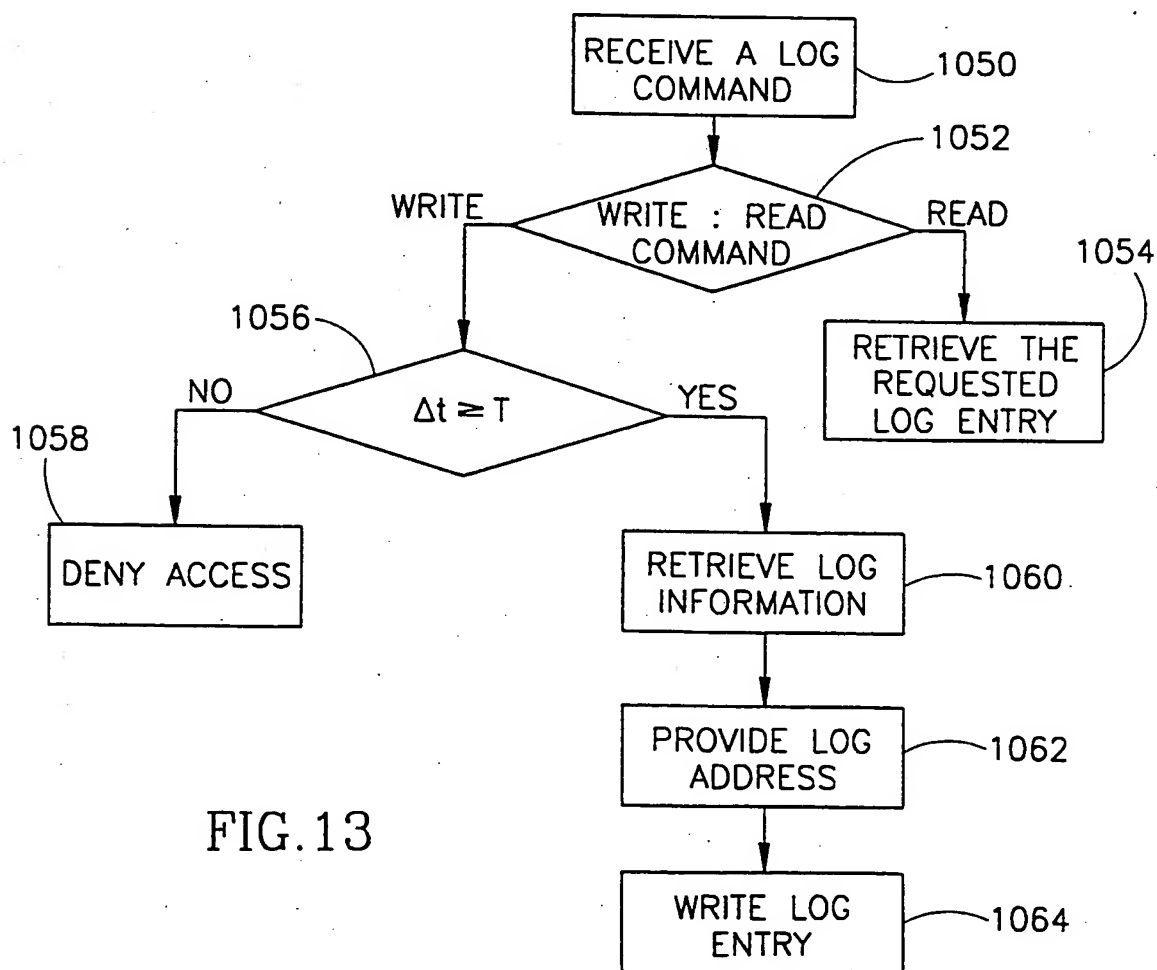 RECEIVE A LOG
COMMAND
1050
1052
WRITE
WRITE : READ
COMMAND
READ
1054
1056
RETRIEVE THE
REQUESTED
LOG ENTRY
NO
Δt ≥ T
YES
1058
DENY ACCESS
RETRIEVE LOG
INFORMATION
1060
PROVIDE LOG
ADDRESS
1062
FIG.13
WRITE LOG
ENTRY
1064